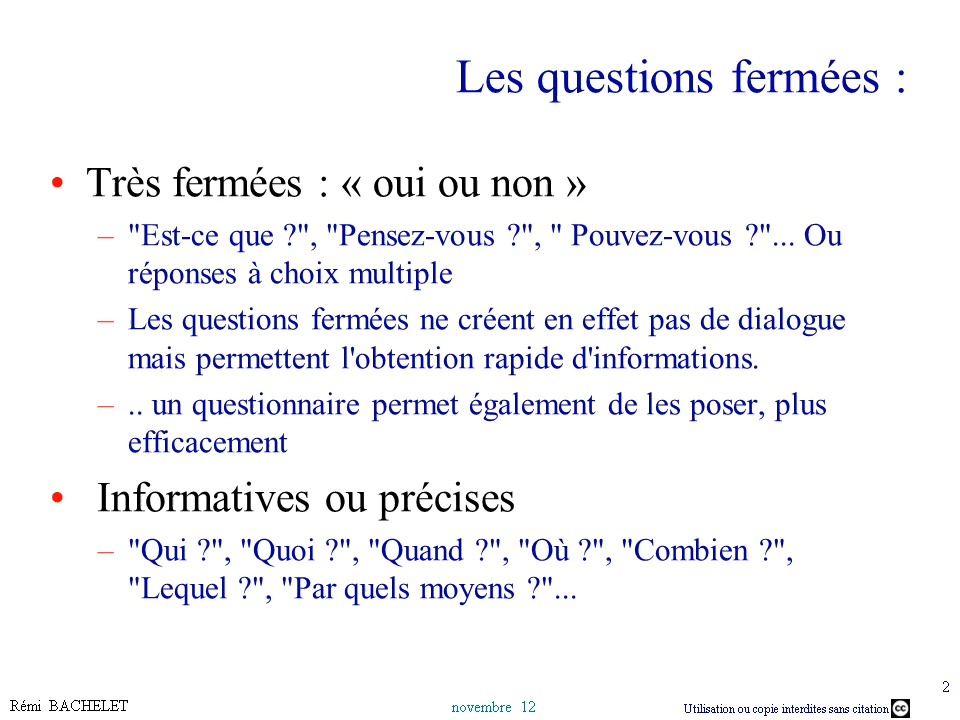 Les questions fermées :
• Très fermées : « oui ou non »
– "Est-ce que ?", "Pensez-vous ?", " Pouvez-vous ?"... Ou
réponses à choix multiple
– Les questions fermées ne créent en effet pas de dialogue
mais permettent l'obtention rapide d'informations.
– .. un questionnaire permet également de les poser, plus
efficacement
• Informatives ou précises
– "Qui ?", "Quoi ?", "Quand ?", "Où ?", "Combien ?",
"Lequel ?", "Par quels moyens ?"...
2
Rémi BACHELET
novembre 12
Utilisation ou copie interdites sans citation cc